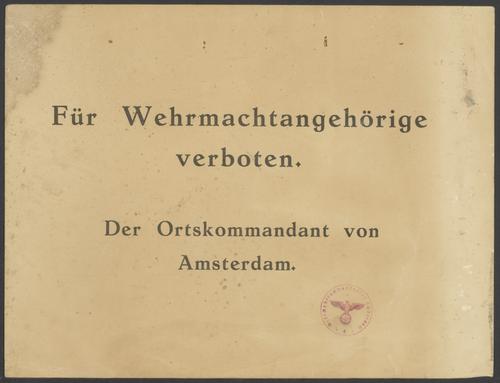 Für Wehrmachtangehörige
verboten.
Der Ortskommandant von
Amsterdam.